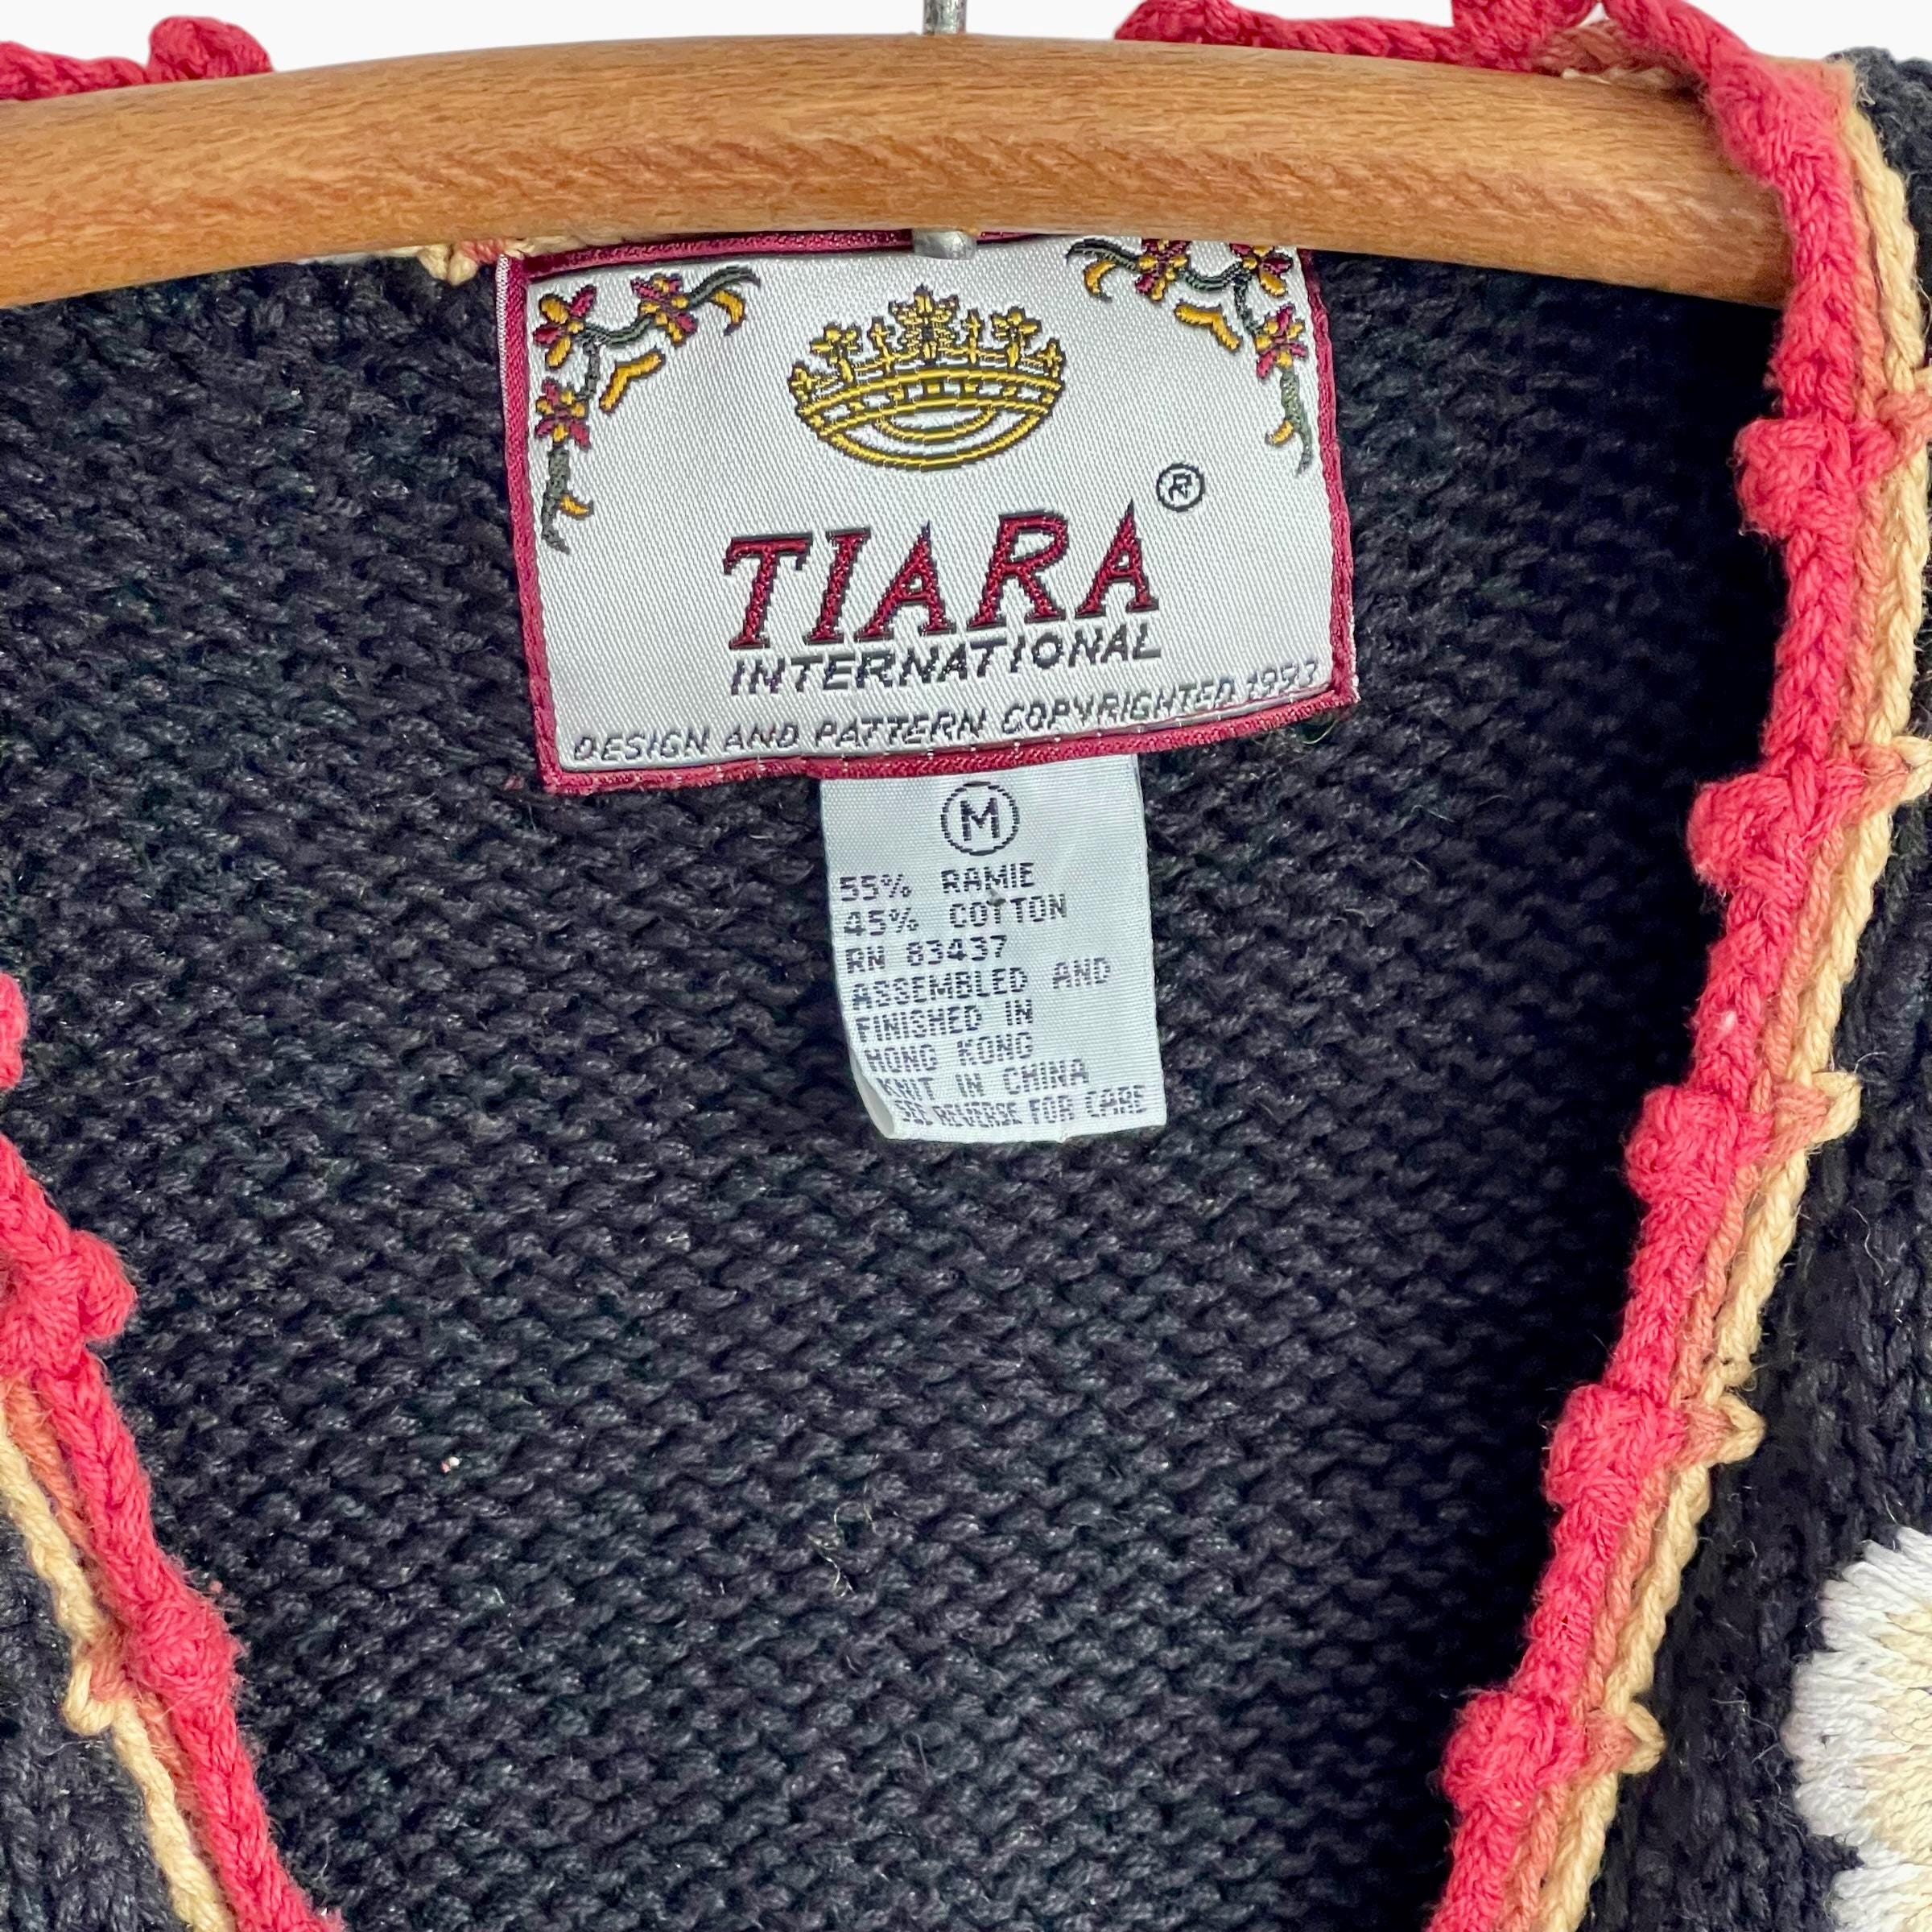 ®
TIARA
INTERNATIONAL
DESIGN AND PATTERN COPYRIGHTED 1993
M
55% RAMIE
45% COTTON
RN 83437
ASSEMBLED AND
FINISHED IN
HONG KONG
KNIT IN CHINA
SEE REVERSE FOR CARE